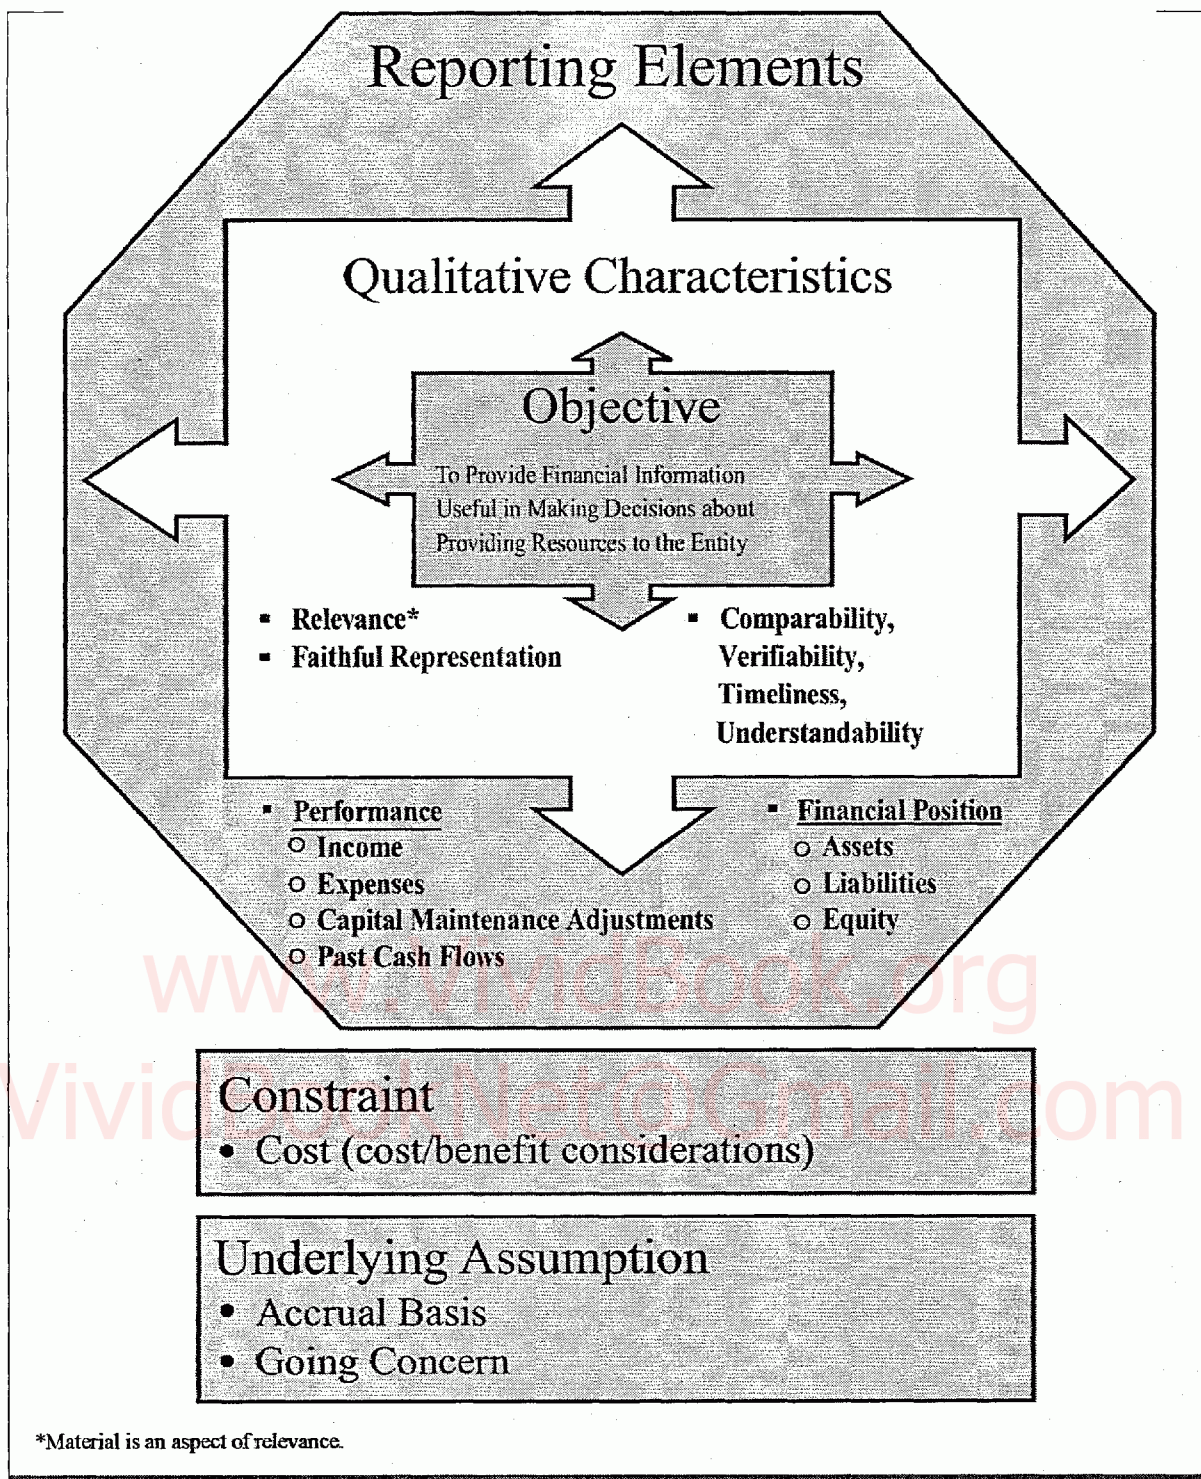 Reporting Elements
Qualitative Characteristics
Objective
To Provide Financial Information
Useful in Making Decisions about
Providing Resources to the Entity
▪ Relevance*
▪ Faithful Representation
▪ Comparability,
Verifiability,
Timeliness,
Understandability
▪ Performance
○ Income
○ Expenses
○ Capital Maintenance Adjustments
○ Past Cash Flows
▪ Financial Position
○ Assets
○ Liabilities
○ Equity
www.VividBook.org
VividBookNet@Gmail.com
Constraint
• Cost (cost/benefit considerations)
Underlying Assumption
• Accrual Basis
• Going Concern
*Material is an aspect of relevance.